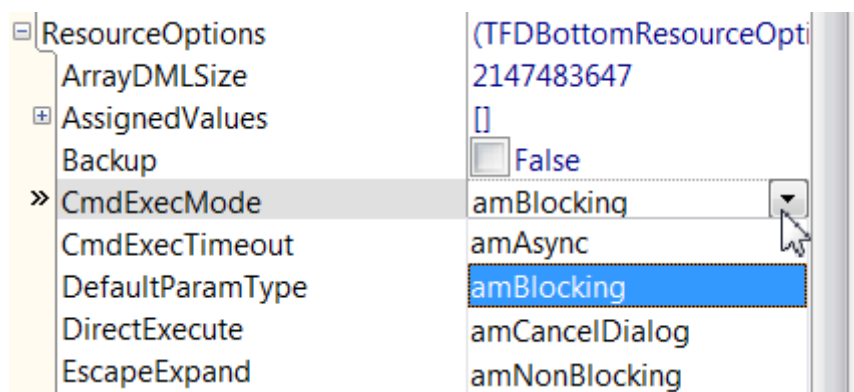 ResourceOptions (TFDBottomResourceOpti
ArrayDMLSize 2147483647
AssignedValues []
Backup False
CmdExecMode amBlocking
CmdExecTimeout amAsync
DefaultParamType amBlocking
DirectExecute amCancelDialog
EscapeExpand amNonBlocking